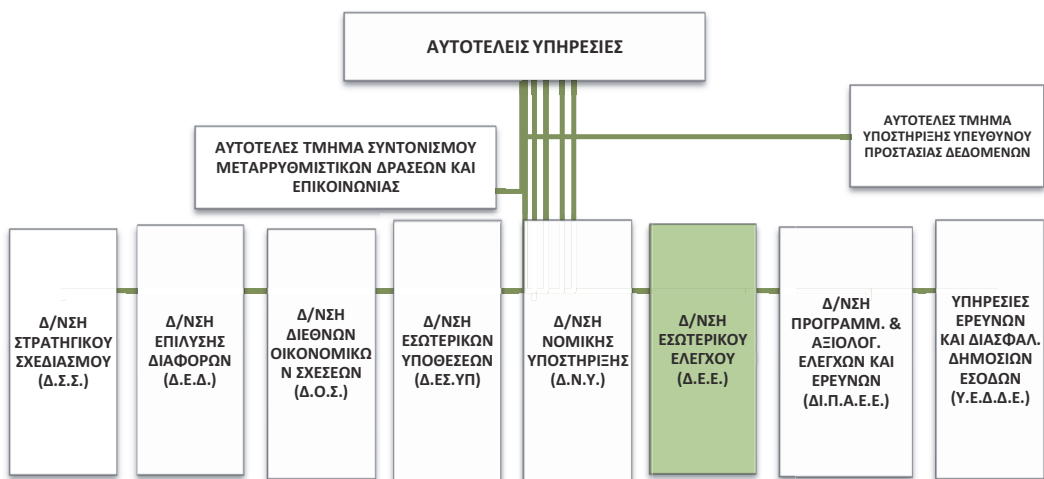 ΑΥΤΟΤΕΛΕΙΣ ΥΠΗΡΕΣΙΕΣ
ΑΥΤΟΤΕΛΕΣ ΤΜΗΜΑ ΣΥΝΤΟΝΙΣΜΟΥ
ΜΕΤΑΡΡΥΘΜΙΣΤΙΚΩΝ ΔΡΑΣΕΩΝ ΚΑΙ
ΕΠΙΚΟΙΝΩΝΙΑΣ
ΑΥΤΟΤΕΛΕΣ ΤΜΗΜΑ
ΥΠΟΣΤΗΡΙΞΗΣ ΥΠΕΥΘΥΝΟΥ
ΠΡΟΣΤΑΣΙΑΣ ΔΕΔΟΜΕΝΩΝ
Δ/ΝΣΗ
ΣΤΡΑΤΗΓΙΚΟΥ
ΣΧΕΔΙΑΣΜΟΥ
(Δ.Σ.Σ.)
Δ/ΝΣΗ
ΕΠΙΛΥΣΗΣ
ΔΙΑΦΟΡΩΝ
(Δ.Ε.Δ.)
Δ/ΝΣΗ
ΔΙΕΘΝΩΝ
ΟΙΚΟΝΟΜΙΚΩ
Ν ΣΧΕΣΕΩΝ
(Δ.Ο.Σ.)
Δ/ΝΣΗ
ΕΣΩΤΕΡΙΚΩΝ
ΥΠΟΘΕΣΕΩΝ
(Δ.ΕΣ.ΥΠ)
Δ/ΝΣΗ
ΝΟΜΙΚΗΣ
ΥΠΟΣΤΗΡΙΞΗΣ
(Δ.Ν.Υ.)
Δ/ΝΣΗ
ΕΣΩΤΕΡΙΚΟΥ
ΕΛΕΓΧΟΥ
(Δ.Ε.Ε.)
Δ/ΝΣΗ
ΠΡΟΓΡΑΜΜ. &
ΑΞΙΟΛΟΓ.
ΕΛΕΓΧΩΝ ΚΑΙ
ΕΡΕΥΝΩΝ
(ΔΙ.Π.Α.Ε.Ε.)
ΥΠΗΡΕΣΙΕΣ
ΕΡΕΥΝΩΝ
ΚΑΙ ΔΙΑΣΦΑΛ.
ΔΗΜΟΣΙΩΝ
ΕΣΟΔΩΝ
(Υ.Ε.Δ.Δ.Ε.)